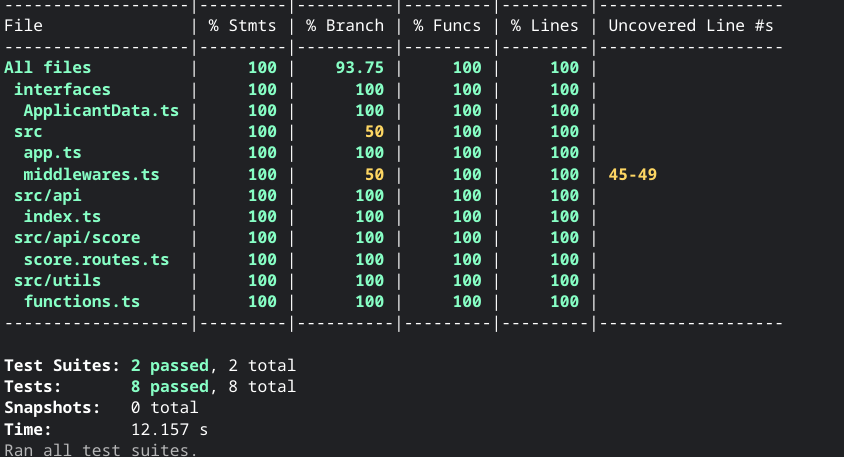 -------------------|---------|----------|---------|---------|-------------------
File               | % Stmts | % Branch | % Funcs | % Lines | Uncovered Line #s
-------------------|---------|----------|---------|---------|-------------------
All files          |     100 |    93.75 |     100 |     100 |
 interfaces        |     100 |      100 |     100 |     100 |
  ApplicantData.ts |     100 |      100 |     100 |     100 |
 src               |     100 |       50 |     100 |     100 |
  app.ts           |     100 |      100 |     100 |     100 |
  middlewares.ts   |     100 |       50 |     100 |     100 | 45-49
 src/api           |     100 |      100 |     100 |     100 |
  index.ts         |     100 |      100 |     100 |     100 |
 src/api/score     |     100 |      100 |     100 |     100 |
  score.routes.ts  |     100 |      100 |     100 |     100 |
 src/utils         |     100 |      100 |     100 |     100 |
  functions.ts     |     100 |      100 |     100 |     100 |
-------------------|---------|----------|---------|---------|-------------------
Test Suites: 2 passed, 2 total
Tests:       8 passed, 8 total
Snapshots:   0 total
Time:        12.157 s
Ran all test suites.